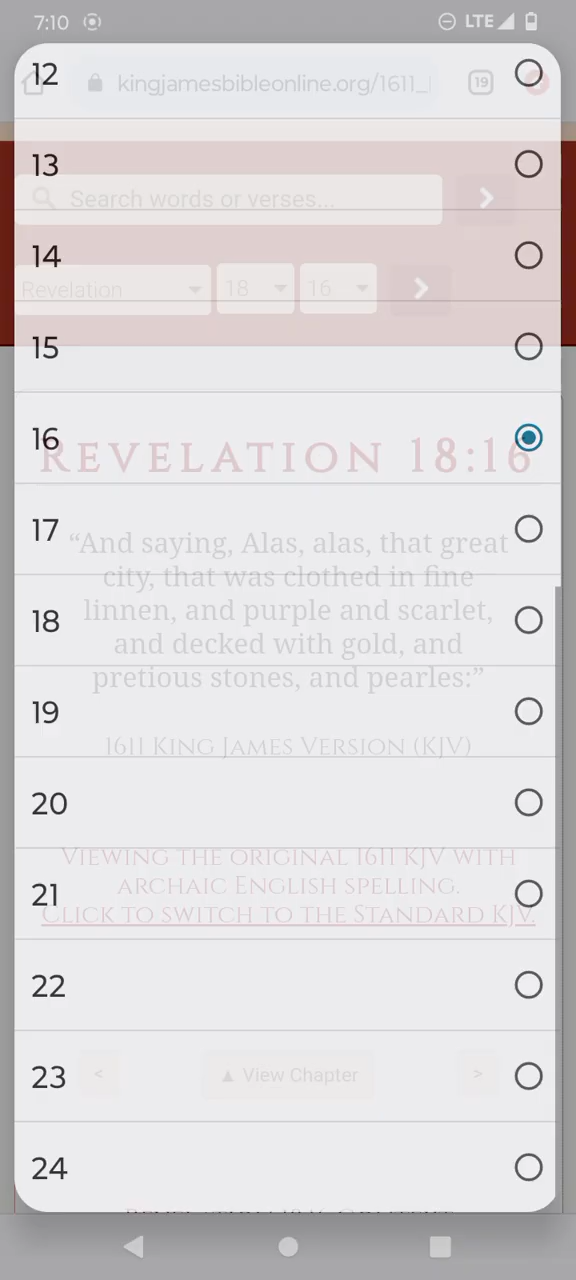 7:10 LTE
12
kingjamesbibleonline.org/1611_ 19
13
Search words or verses...
14
Revelation 18 16
15
16
REVELATION 18:16
17
“And saying, Alas, alas, that great
city, that was clothed in fine
18
linnen, and purple and scarlet,
and decked with gold, and
pretious stones, and pearles:”
19
1611 King James Version (KJV)
20
Viewing the original 1611 KJV with
archaic English spelling.
21
Click to switch to the Standard KJV.
22
23
< ▲ View Chapter >
24